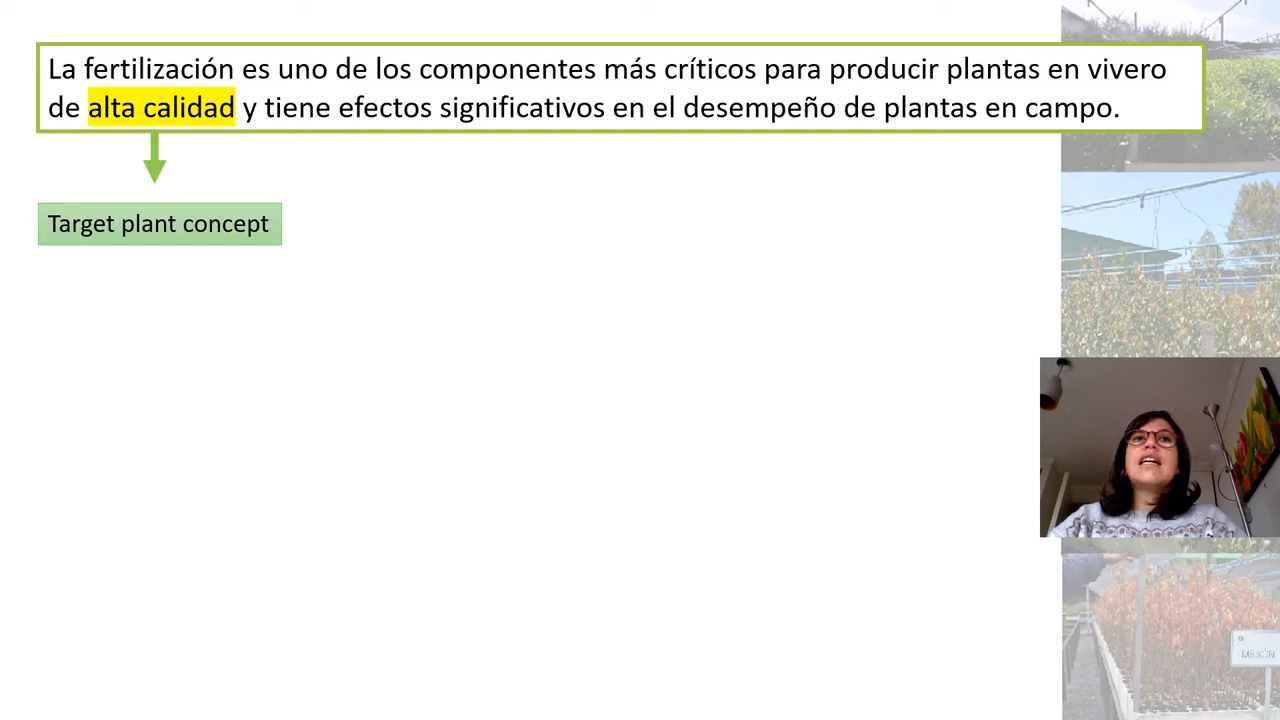 La fertilización es uno de los componentes más críticos para producir plantas en vivero
de alta calidad y tiene efectos significativos en el desempeño de plantas en campo.
Target plant concept
MESÓN